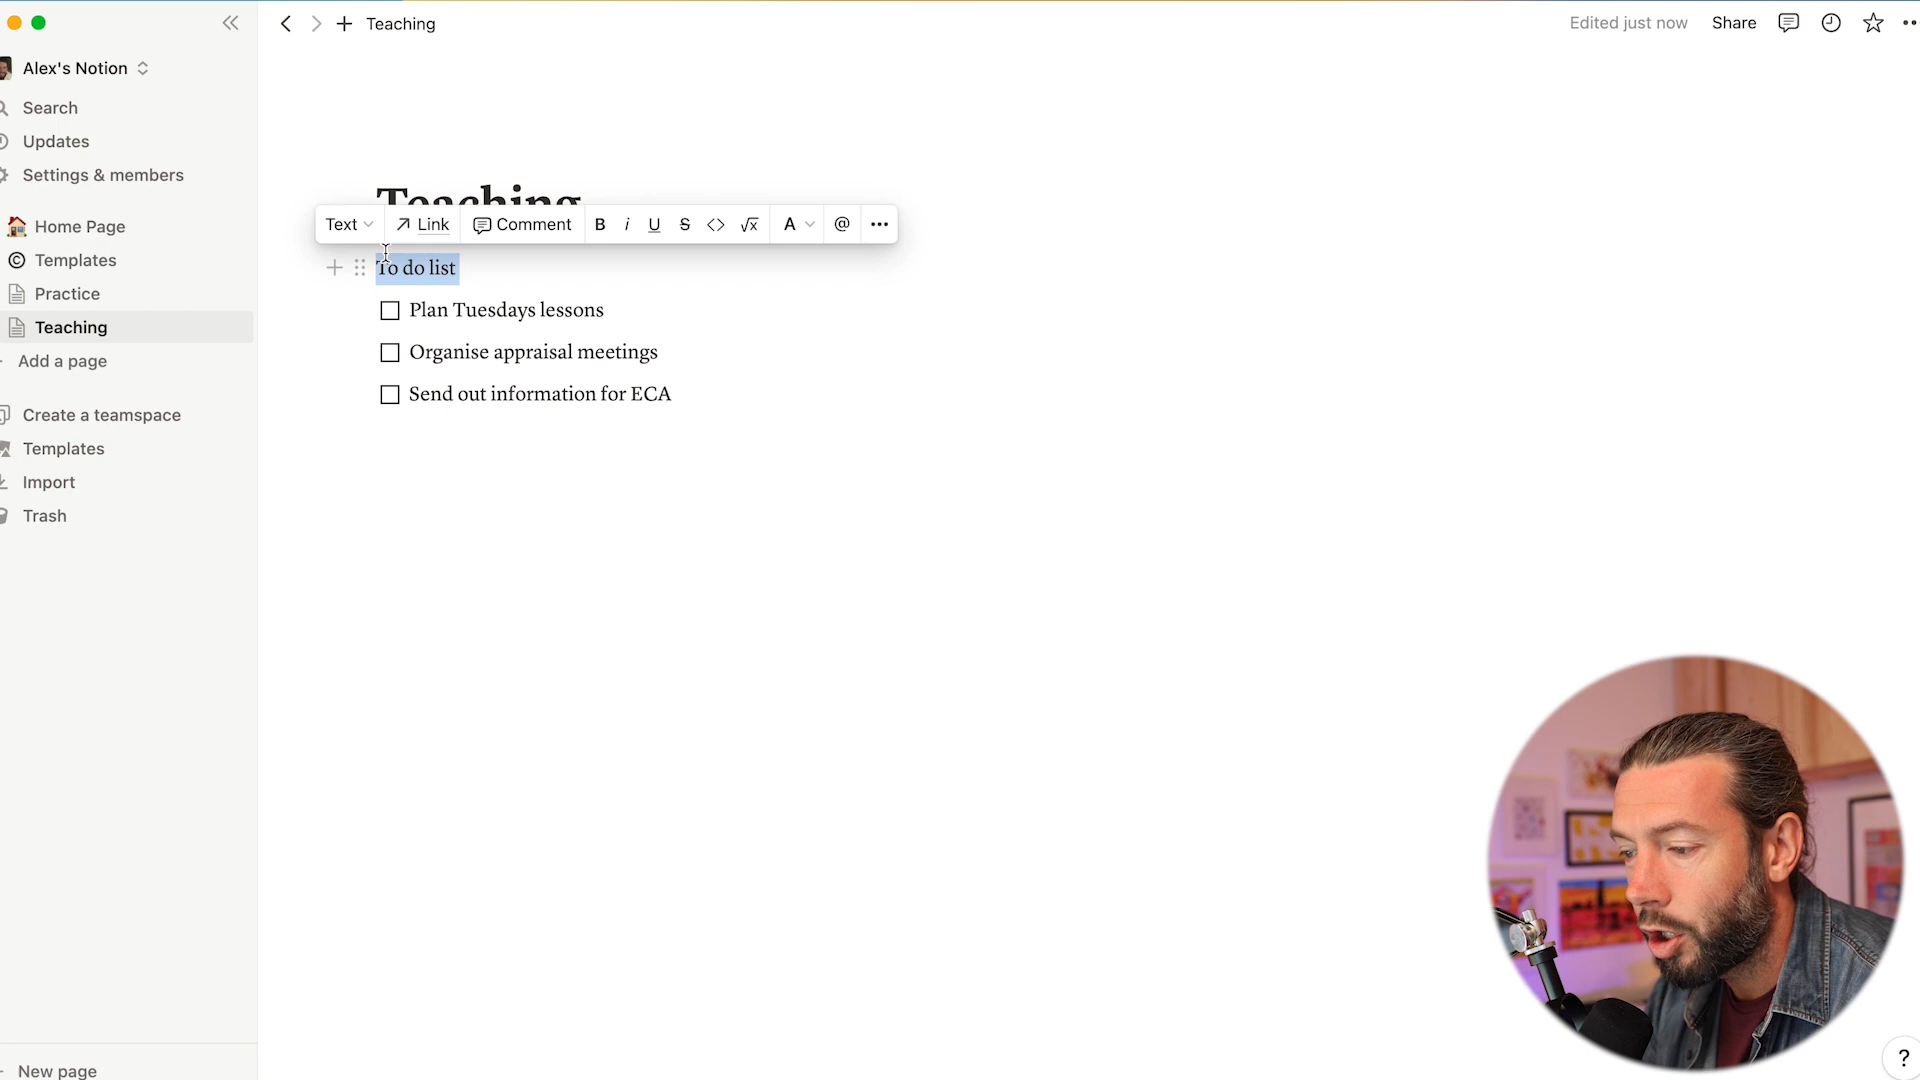 Teaching
Edited just now
Share
Alex's Notion
Search
Updates
Settings & members
Home Page
Templates
Practice
Teaching
Add a page
Create a teamspace
Templates
Import
Trash
New page
Teaching
Text
Link
Comment
B i U S <> √x A @ •••
To do list
Plan Tuesdays lessons
Organise appraisal meetings
Send out information for ECA
?